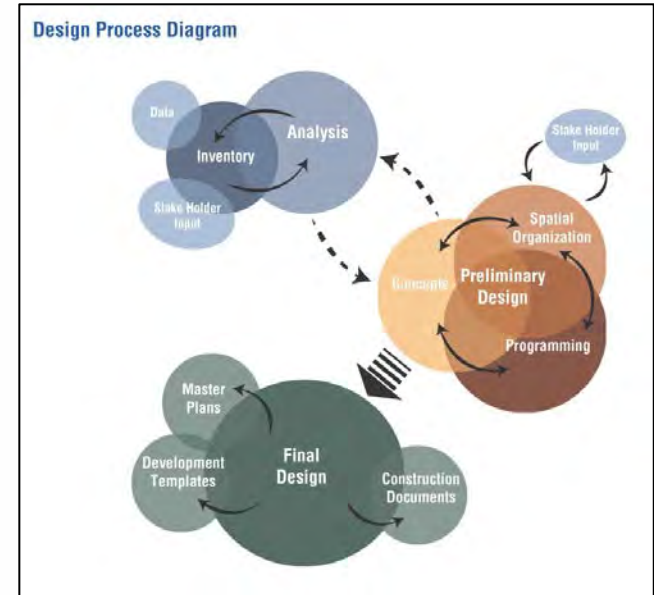 Design Process Diagram
Data
Analysis
Inventory
Stake Holder
Input
Stake Holder
Input
Spatial
Organization
Concepts
Preliminary
Design
Programming
Master
Plans
Final
Design
Development
Templates
Construction
Documents